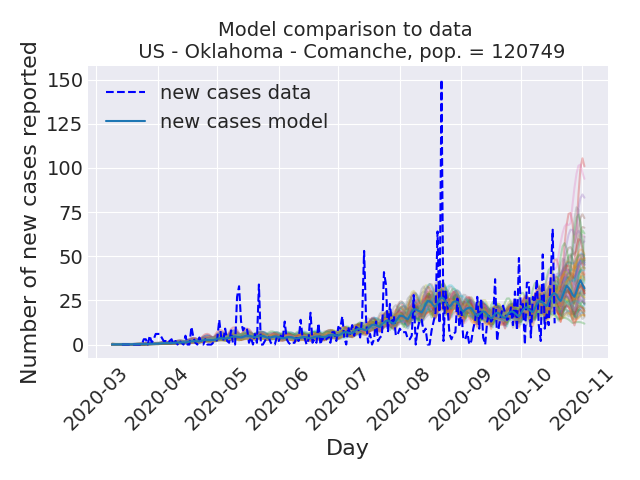 Model comparison to data
US - Oklahoma - Comanche, pop. = 120749
Number of new cases reported
150
125
100
75
50
25
0
new cases data
new cases model
2020-03
2020-04
2020-05
2020-06
2020-07
2020-08
2020-09
2020-10
2020-11
Day